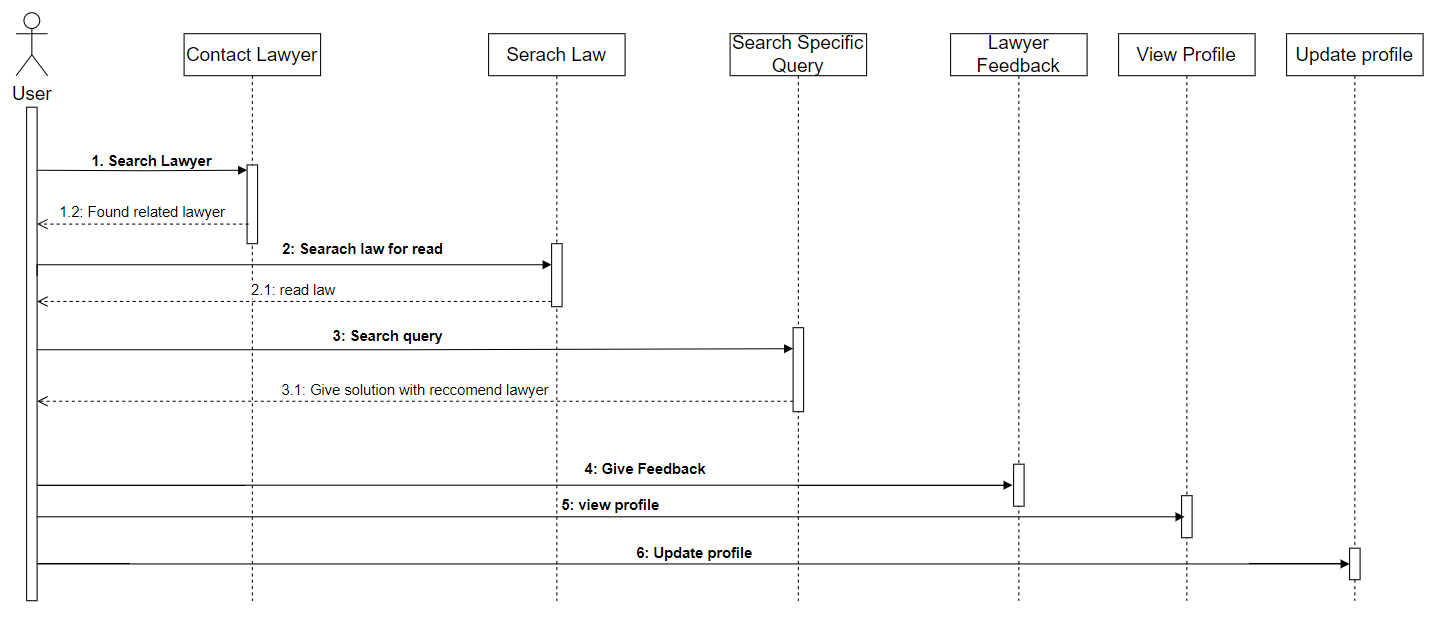 User
Contact Lawyer
Serach Law
Search Specific
Query
Lawyer
Feedback
View Profile
Update profile
1. Search Lawyer
1.2: Found related lawyer
2: Searach law for read
2.1: read law
3: Search query
3.1: Give solution with reccomend lawyer
4: Give Feedback
5: view profile
6: Update profile